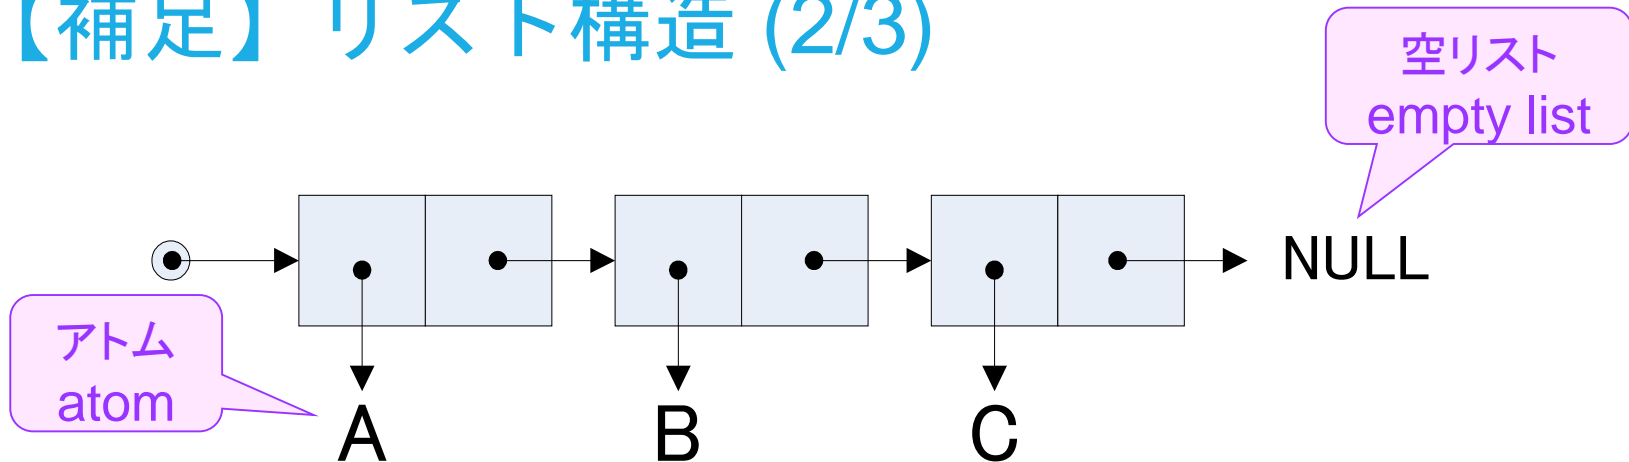 【補足】リスト構造 (2/3)
空リスト
empty list
NULL
アトム
atom
A
B
C